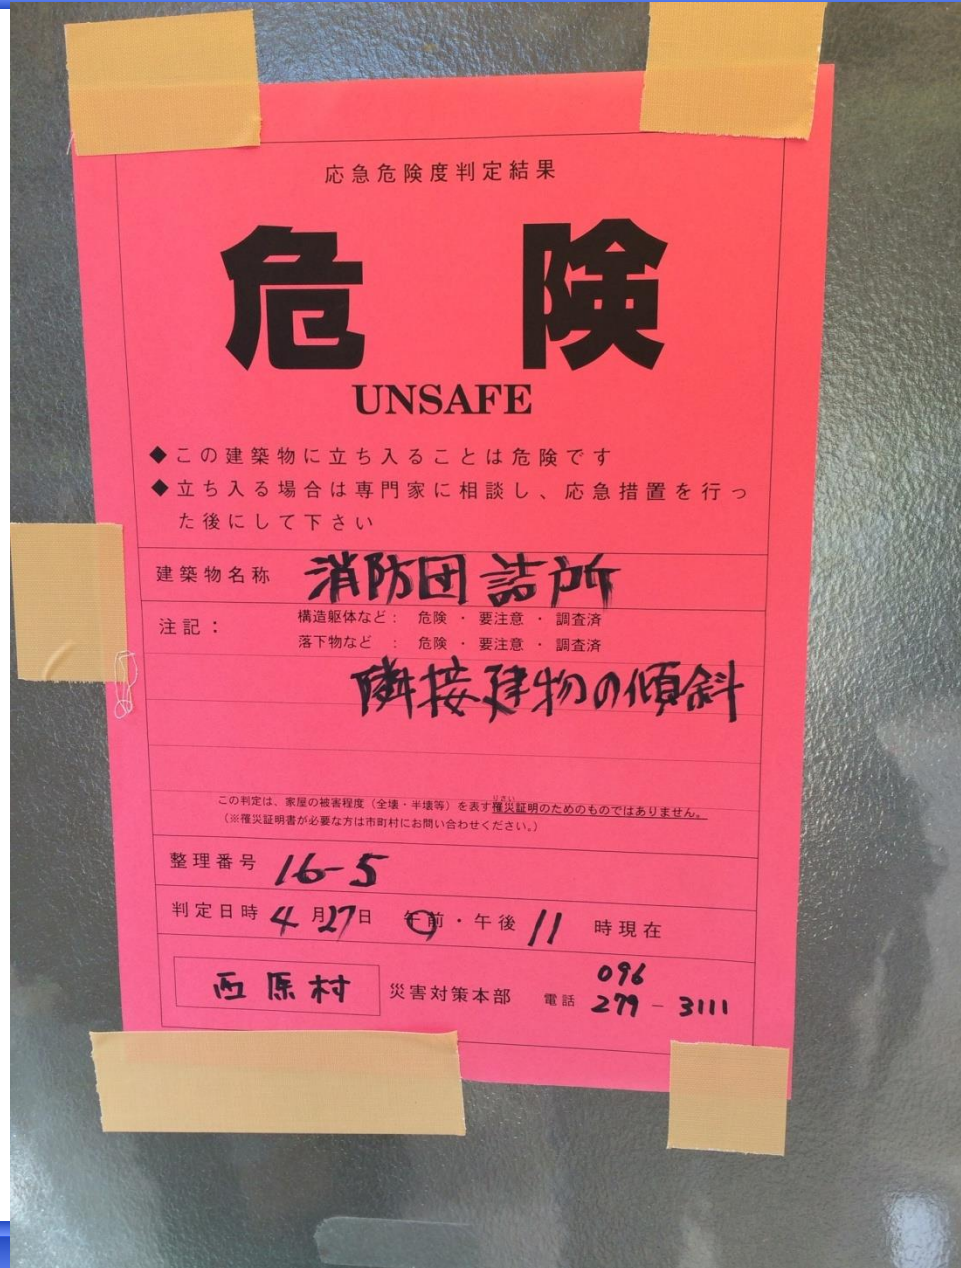 応急危険度判定結果
危険
UNSAFE
◆この建築物に立ち入ることは危険です
◆立ち入る場合は専門家に相談し、応急措置を行っ
た後にして下さい
建築物名称 消防団詰所
注記： 構造躯体など： 危険 ・ 要注意 ・ 調査済
落下物など ： 危険 ・ 要注意 ・ 調査済
隣接建物の傾斜
この判定は、家屋の被害程度（全壊・半壊等）を表す罹災証明のためのものではありません。
（※罹災証明書が必要な方は市町村にお問い合わせください。）
整理番号 16-5
判定日時 4月27日 午前・午後 11 時現在
096
西原村 災害対策本部 電話 279-3111